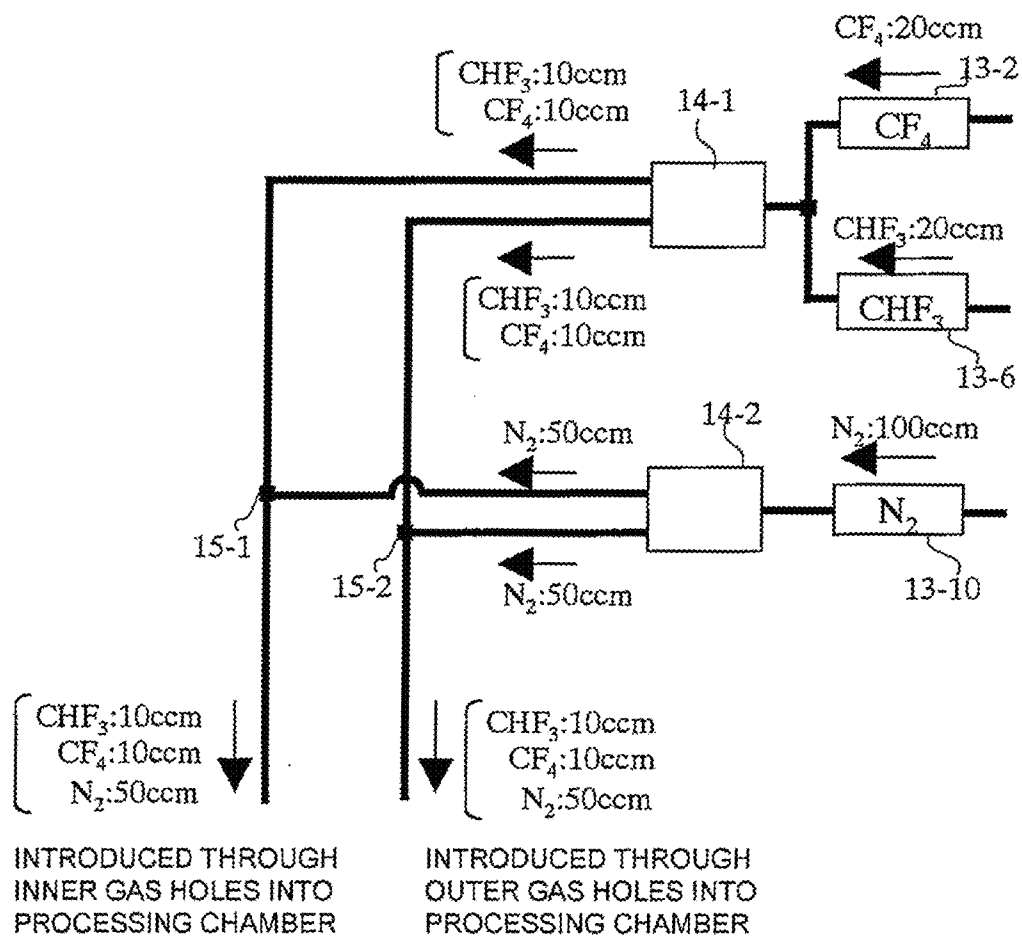 CF₄:20ccm
13-2
CF₄
CHF₃:10ccm
CF₄:10ccm
14-1
CHF₃:20ccm
CHF₃
13-6
CHF₃:10ccm
CF₄:10ccm
14-2
N₂:50ccm
N₂:100ccm
N₂
13-10
15-1
15-2
N₂:50ccm
CHF₃:10ccm
CF₄:10ccm
N₂:50ccm
CHF₃:10ccm
CF₄:10ccm
N₂:50ccm
INTRODUCED THROUGH
INNER GAS HOLES INTO
PROCESSING CHAMBER
INTRODUCED THROUGH
OUTER GAS HOLES INTO
PROCESSING CHAMBER